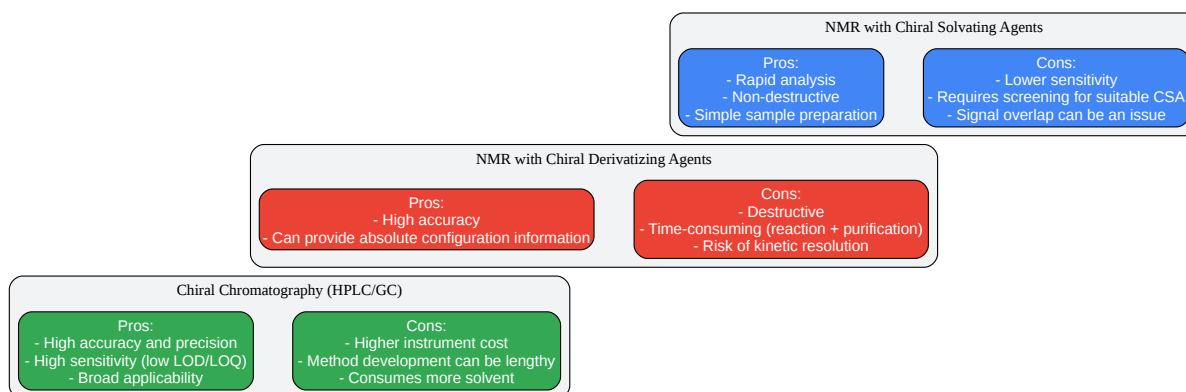 NMR with Chiral Solvating Agents
Pros:
- Rapid analysis
- Non-destructive
- Simple sample preparation
Cons:
- Lower sensitivity
- Requires screening for suitable CSA
- Signal overlap can be an issue
NMR with Chiral Derivatizing Agents
Pros:
- High accuracy
- Can provide absolute configuration information
Cons:
- Destructive
- Time-consuming (reaction + purification)
- Risk of kinetic resolution
Chiral Chromatography (HPLC/GC)
Pros:
- High accuracy and precision
- High sensitivity (low LOD/LOQ)
- Broad applicability
Cons:
- Higher instrument cost
- Method development can be lengthy
- Consumes more solvent